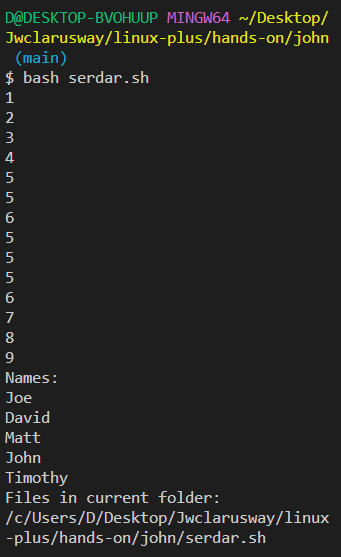 D@DESKTOP-BVOHUUP MINGW64 ~/Desktop/
Jwclarusway/linux-plus/hands-on/john
(main)
$ bash serdar.sh
1
2
3
4
5
5
6
5
5
5
6
7
8
9
Names:
Joe
David
Matt
John
Timothy
Files in current folder:
/c/Users/D/Desktop/Jwclarusway/linux
-plus/hands-on/john/serdar.sh